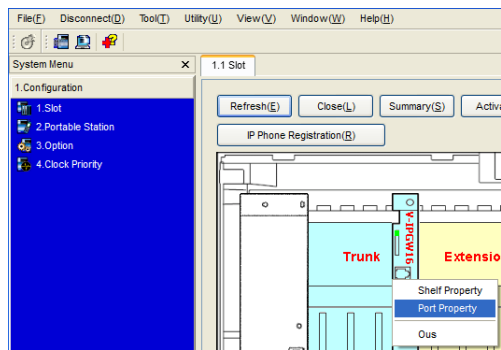 File(F) Disconnect(D) Tool(T) Utility(U) View(V) Window(W) Help(H)
System Menu
1.1 Slot
1.Configuration
1.Slot
2.Portable Station
3.Option
4.Clock Priority
Refresh(E) Close(L) Summary(S) Activa
IP Phone Registration(R)
V-IPGW16
Trunk
Extensio
Shelf Property
Port Property
Ous